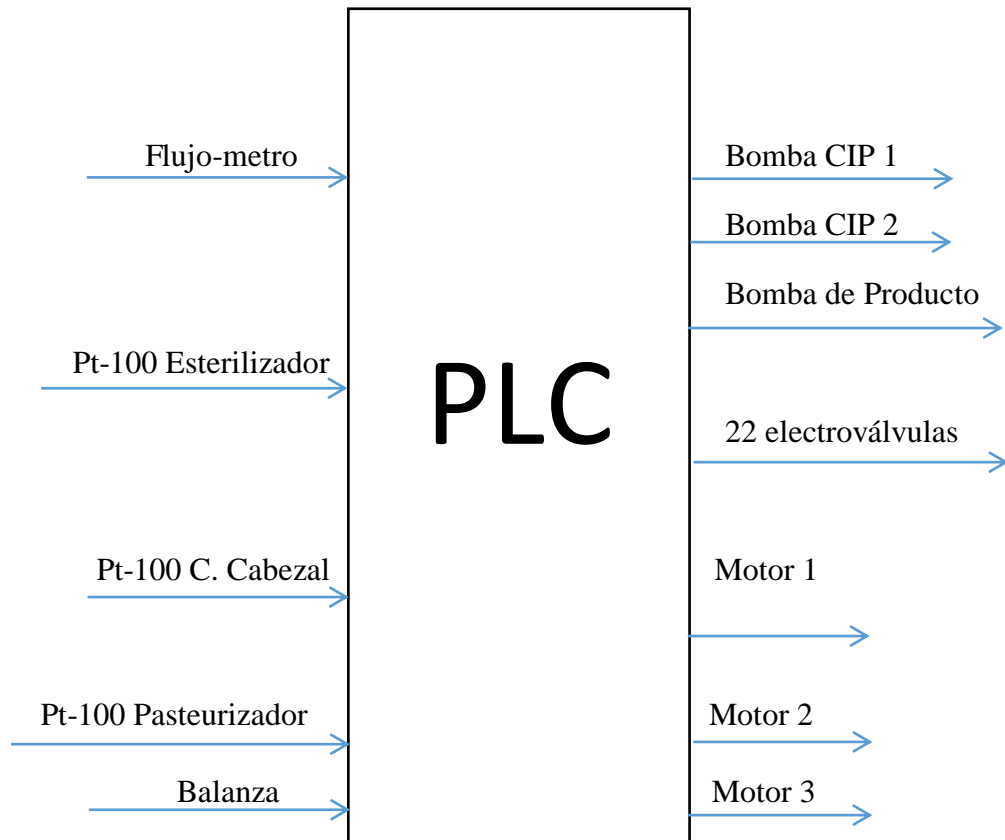 Flujo-metro
Pt-100 Esterilizador
Pt-100 C. Cabezal
Pt-100 Pasteurizador
Balanza
PLC
Bomba CIP 1
Bomba CIP 2
Bomba de Producto
22 electroválvulas
Motor 1
Motor 2
Motor 3